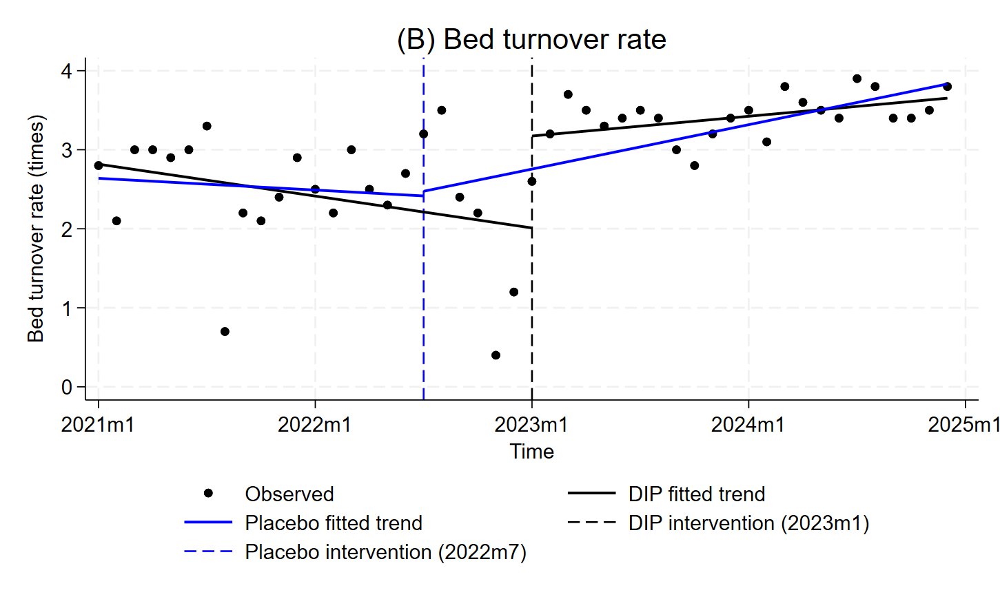 (B) Bed turnover rate
Bed turnover rate (times)
4
3
2
1
0
2021m1 2022m1 2023m1 2024m1 2025m1
Time
Observed DIP fitted trend
Placebo fitted trend DIP intervention (2023m1)
Placebo intervention (2022m7)